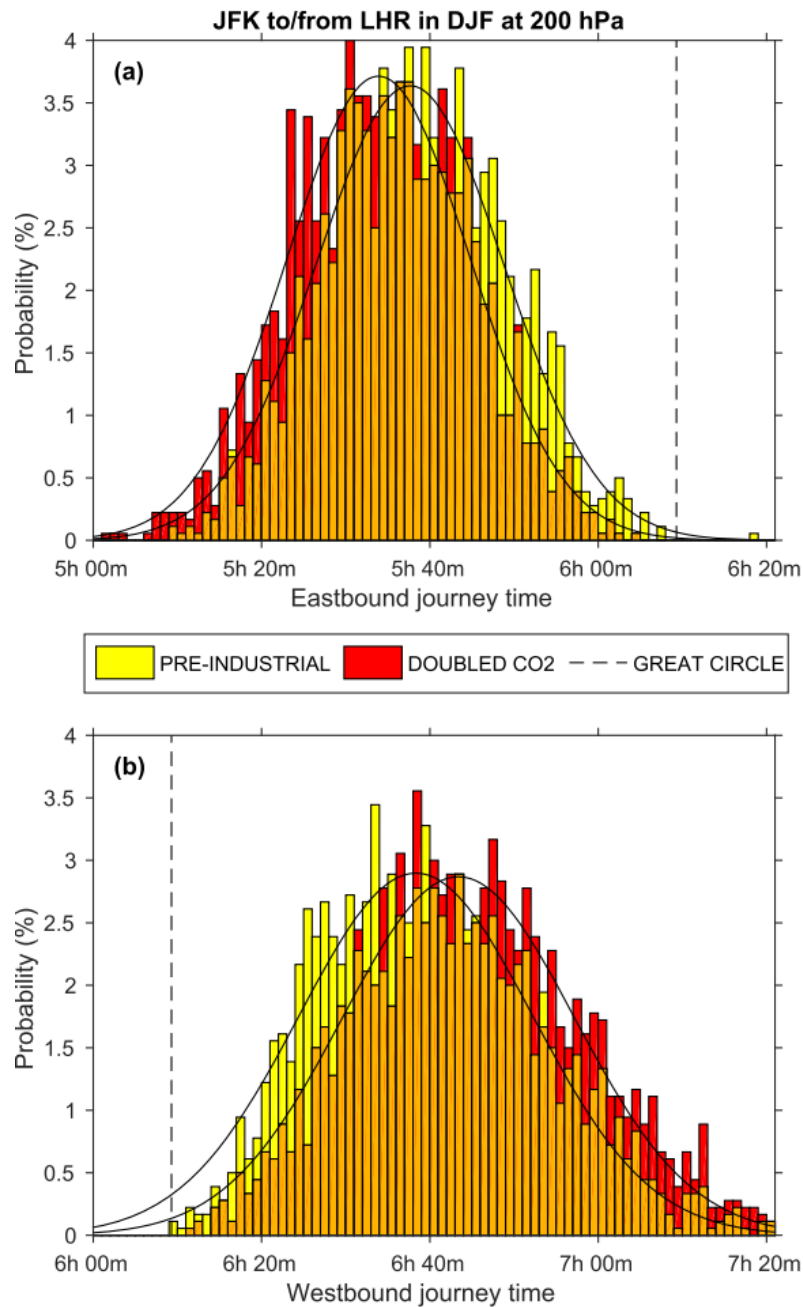 JFK to/from LHR in DJF at 200 hPa
(a)
4
3.5
3
2.5
2
1.5
1
0.5
0
Probability (%)
5h 00m 5h 20m 5h 40m 6h 00m 6h 20m
Eastbound journey time
PRE-INDUSTRIAL DOUBLED CO2 GREAT CIRCLE
(b)
4
3.5
3
2.5
2
1.5
1
0.5
0
Probability (%)
6h 00m 6h 20m 6h 40m 7h 00m 7h 20m
Westbound journey time